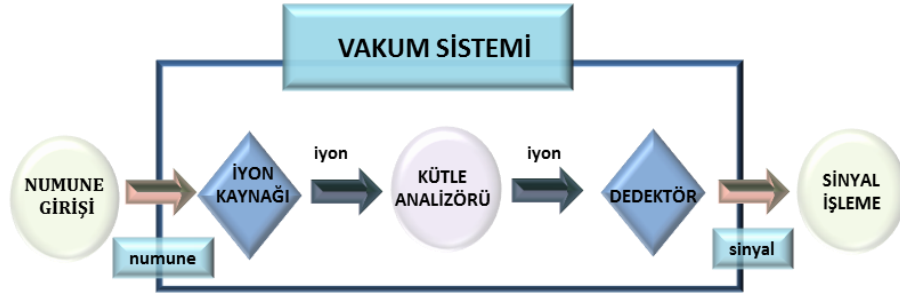 VAKUM SİSTEMİ
NUMUNE
GİRİŞİ
numune
İYON
KAYNAĞI
iyon
KÜTLE
ANALİZÖRÜ
iyon
DEDEKTÖR
sinyal
SİNYAL
İŞLEME